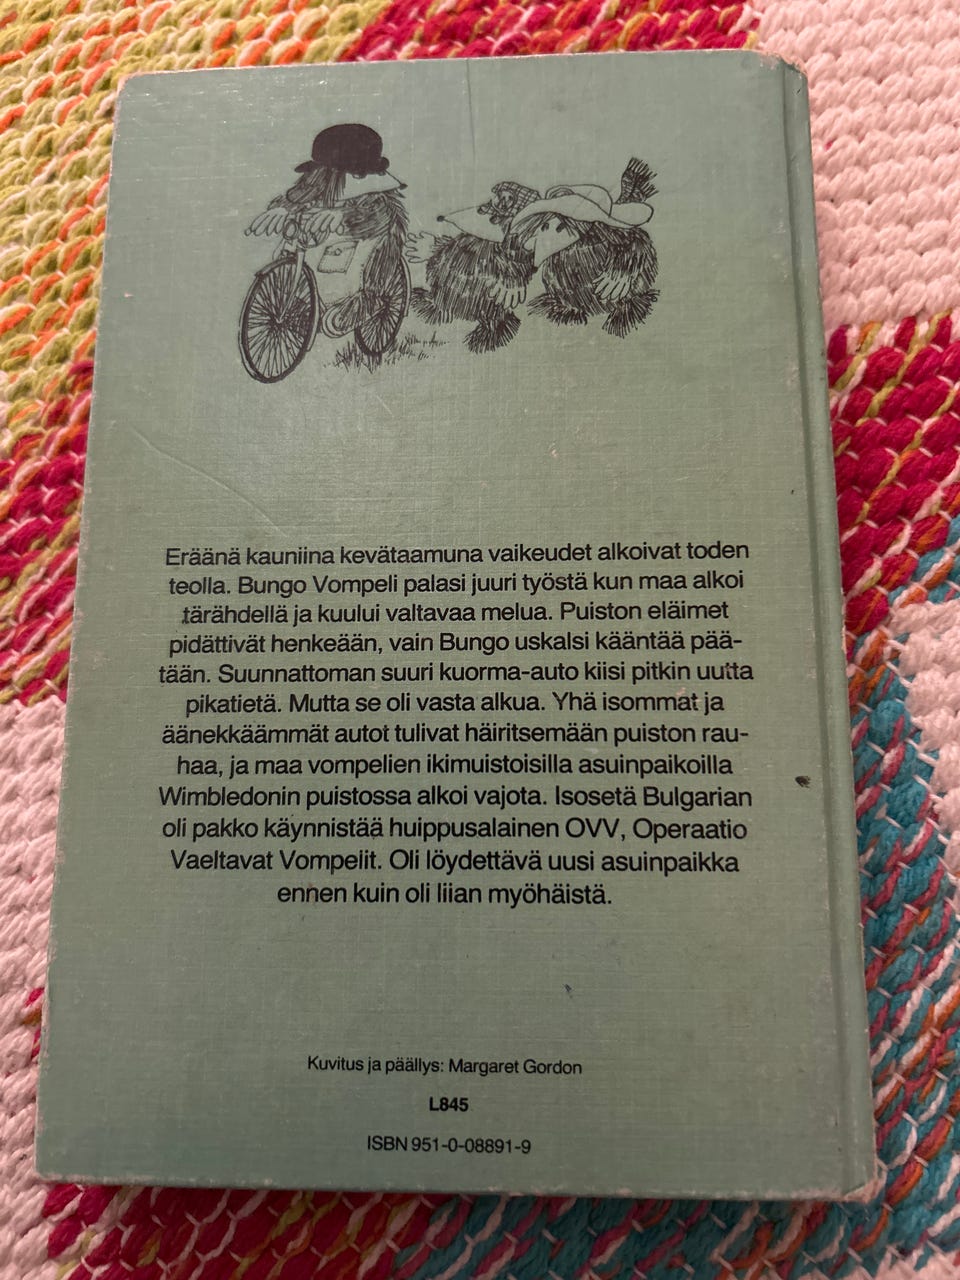 Eräänä kauniina kevätaamuna vaikeudet alkoivat toden
teolla. Bungo Vompeli palasi juuri työstä kun maa alkoi
tärähdellä ja kuului valtavaa melua. Puiston eläimet
pidättivät henkeään, vain Bungo uskalsi kääntää pää-
tään. Suunnattoman suuri kuorma-auto kiisi pitkin uutta
pikatietä. Mutta se oli vasta alkua. Yhä isommat ja
äänekkäämmät autot tulivat häiritsemään puiston rau-
haa, ja maa vompelien ikimuistoisilla asuinpaikoilla
Wimbledonin puistossa alkoi vajota. Isosetä Bulgarian
oli pakko käynnistää huippusalainen OVV, Operaatio
Vaeltavat Vompelit. Oli löydettävä uusi asuinpaikka
ennen kuin oli liian myöhäistä.
Kuvitus ja päällys: Margaret Gordon
L845
ISBN 951-0-08891-9